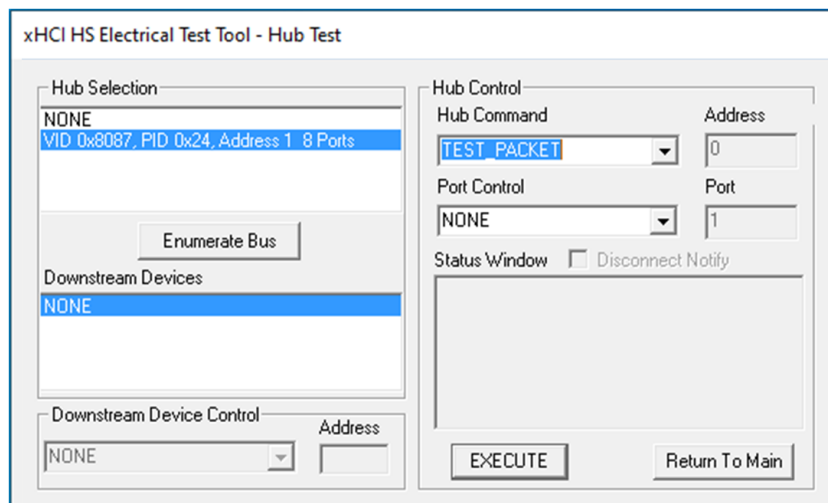 xHCI HS Electrical Test Tool - Hub Test
Hub Selection
NONE
VID 0x8087, PID 0x24, Address 1 8 Ports
Enumerate Bus
Downstream Devices
NONE
Downstream Device Control
Address
NONE
Hub Control
Hub Command
Address
TEST_PACKET
0
Port Control
Port
NONE
1
Status Window
Disconnect Notify
EXECUTE
Return To Main